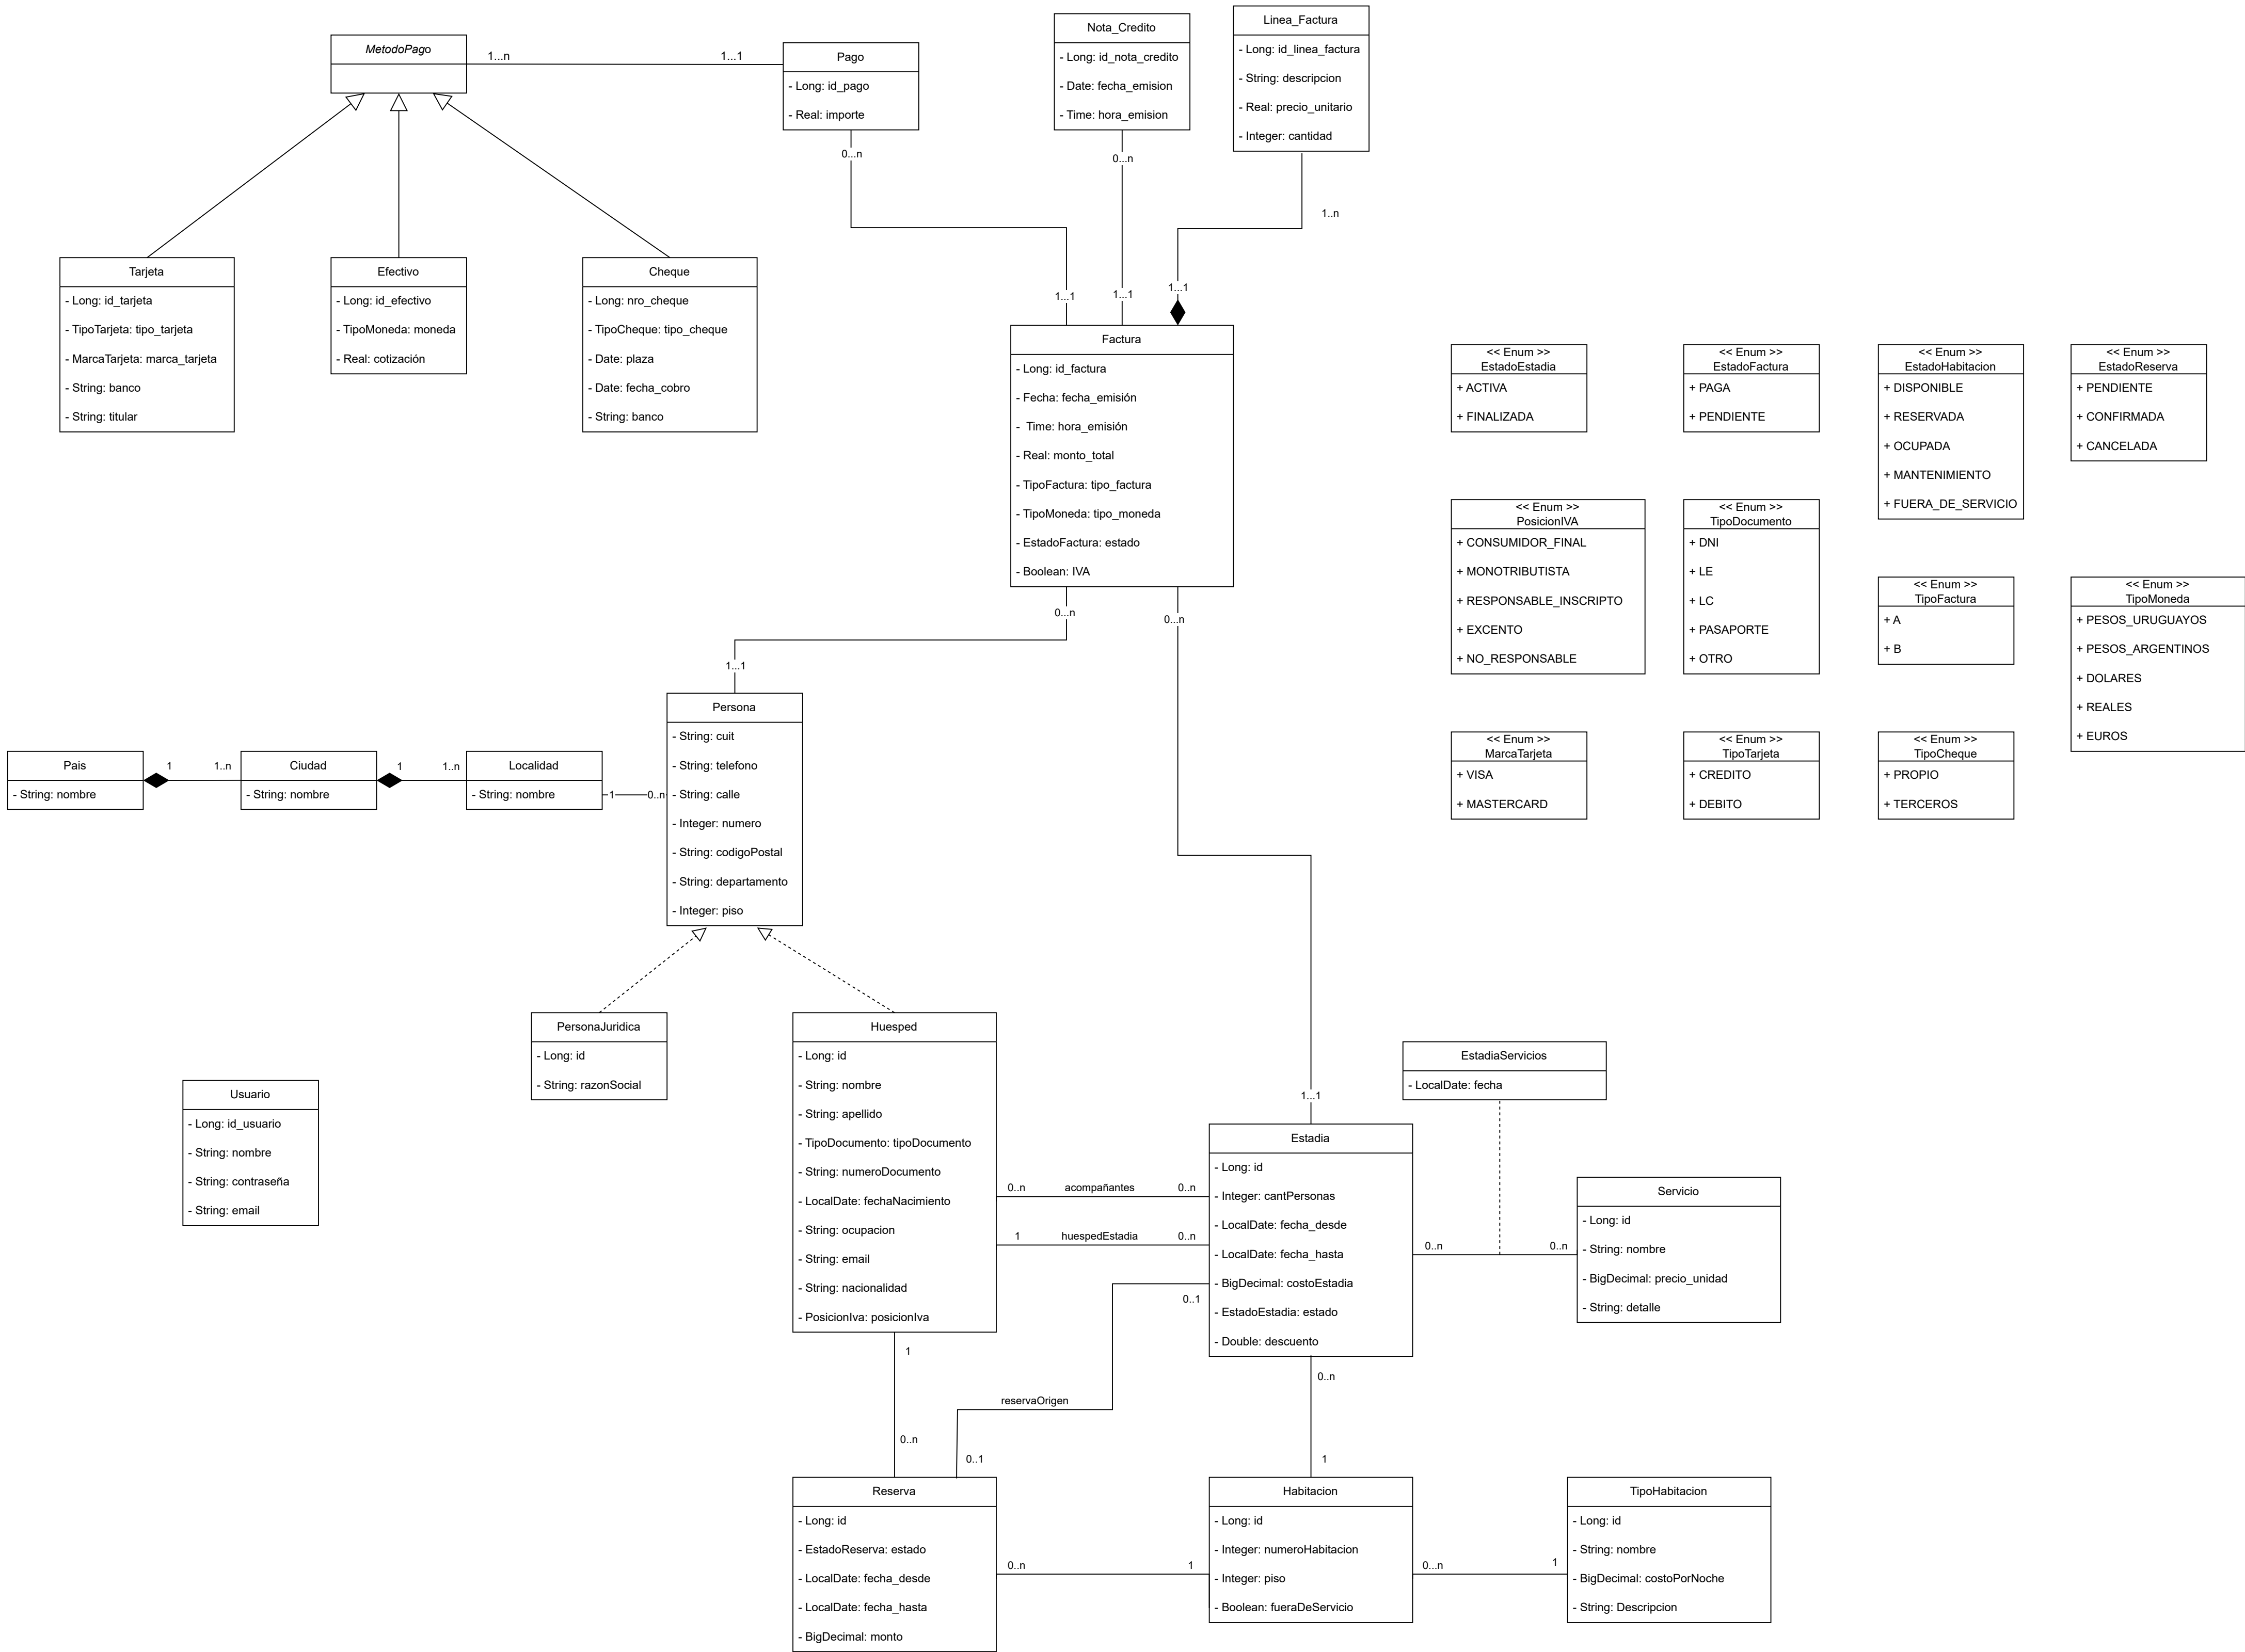 MetodoPago
1...n
1...1
Pago
- Long: id_pago
- Real: importe
0...n
Nota_Credito
- Long: id_nota_credito
- Date: fecha_emision
- Time: hora_emision
0...n
Linea_Factura
- Long: id_linea_factura
- String: descripcion
- Real: precio_unitario
- Integer: cantidad
1..n
Tarjeta
- Long: id_tarjeta
- TipoTarjeta: tipo_tarjeta
- MarcaTarjeta: marca_tarjeta
- String: banco
- String: titular
Efectivo
- Long: id_efectivo
- TipoMoneda: moneda
- Real: cotización
Cheque
- Long: nro_cheque
- TipoCheque: tipo_cheque
- Date: plaza
- Date: fecha_cobro
- String: banco
1...1
1...1
1...1
Factura
- Long: id_factura
- Fecha: fecha_emisión
- Time: hora_emisión
- Real: monto_total
- TipoFactura: tipo_factura
- TipoMoneda: tipo_moneda
- EstadoFactura: estado
- Boolean: IVA
0...n
0...n
<< Enum >>
EstadoEstadia
+ ACTIVA
+ FINALIZADA
<< Enum >>
EstadoFactura
+ PAGA
+ PENDIENTE
<< Enum >>
EstadoHabitacion
+ DISPONIBLE
+ RESERVADA
+ OCUPADA
+ MANTENIMIENTO
+ FUERA_DE_SERVICIO
<< Enum >>
EstadoReserva
+ PENDIENTE
+ CONFIRMADA
+ CANCELADA
<< Enum >>
PosicionIVA
+ CONSUMIDOR_FINAL
+ MONOTRIBUTISTA
+ RESPONSABLE_INSCRIPTO
+ EXCENTO
+ NO_RESPONSABLE
<< Enum >>
TipoDocumento
+ DNI
+ LE
+ LC
+ PASAPORTE
+ OTRO
<< Enum >>
TipoFactura
+ A
+ B
<< Enum >>
TipoMoneda
+ PESOS_URUGUAYOS
+ PESOS_ARGENTINOS
+ DOLARES
+ REALES
+ EUROS
<< Enum >>
MarcaTarjeta
+ VISA
+ MASTERCARD
<< Enum >>
TipoTarjeta
+ CREDITO
+ DEBITO
<< Enum >>
TipoCheque
+ PROPIO
+ TERCEROS
1...1
Persona
- String: cuit
- String: telefono
- String: calle
- Integer: numero
- String: codigoPostal
- String: departamento
- Integer: piso
Pais
- String: nombre
1
1..n
Ciudad
- String: nombre
1
1..n
Localidad
- String: nombre
1
0..n
PersonaJuridica
- Long: id
- String: razonSocial
Usuario
- Long: id_usuario
- String: nombre
- String: contraseña
- String: email
Huesped
- Long: id
- String: nombre
- String: apellido
- TipoDocumento: tipoDocumento
- String: numeroDocumento
- LocalDate: fechaNacimiento
- String: ocupacion
- String: email
- String: nacionalidad
- PosicionIva: posicionIva
0..n
acompañantes
0..n
1
huespedEstadia
0..n
1...1
Estadia
- Long: id
- Integer: cantPersonas
- LocalDate: fecha_desde
- LocalDate: fecha_hasta
- BigDecimal: costoEstadia
- EstadoEstadia: estado
- Double: descuento
EstadiaServicios
- LocalDate: fecha
0..n
0..n
Servicio
- Long: id
- String: nombre
- BigDecimal: precio_unidad
- String: detalle
0..1
1
reservaOrigen
0..n
0..n
0..1
1
Reserva
- Long: id
- EstadoReserva: estado
- LocalDate: fecha_desde
- LocalDate: fecha_hasta
- BigDecimal: monto
0..n
1
Habitacion
- Long: id
- Integer: numeroHabitacion
- Integer: piso
- Boolean: fueraDeServicio
0...n
1
TipoHabitacion
- Long: id
- String: nombre
- BigDecimal: costoPorNoche
- String: Descripcion